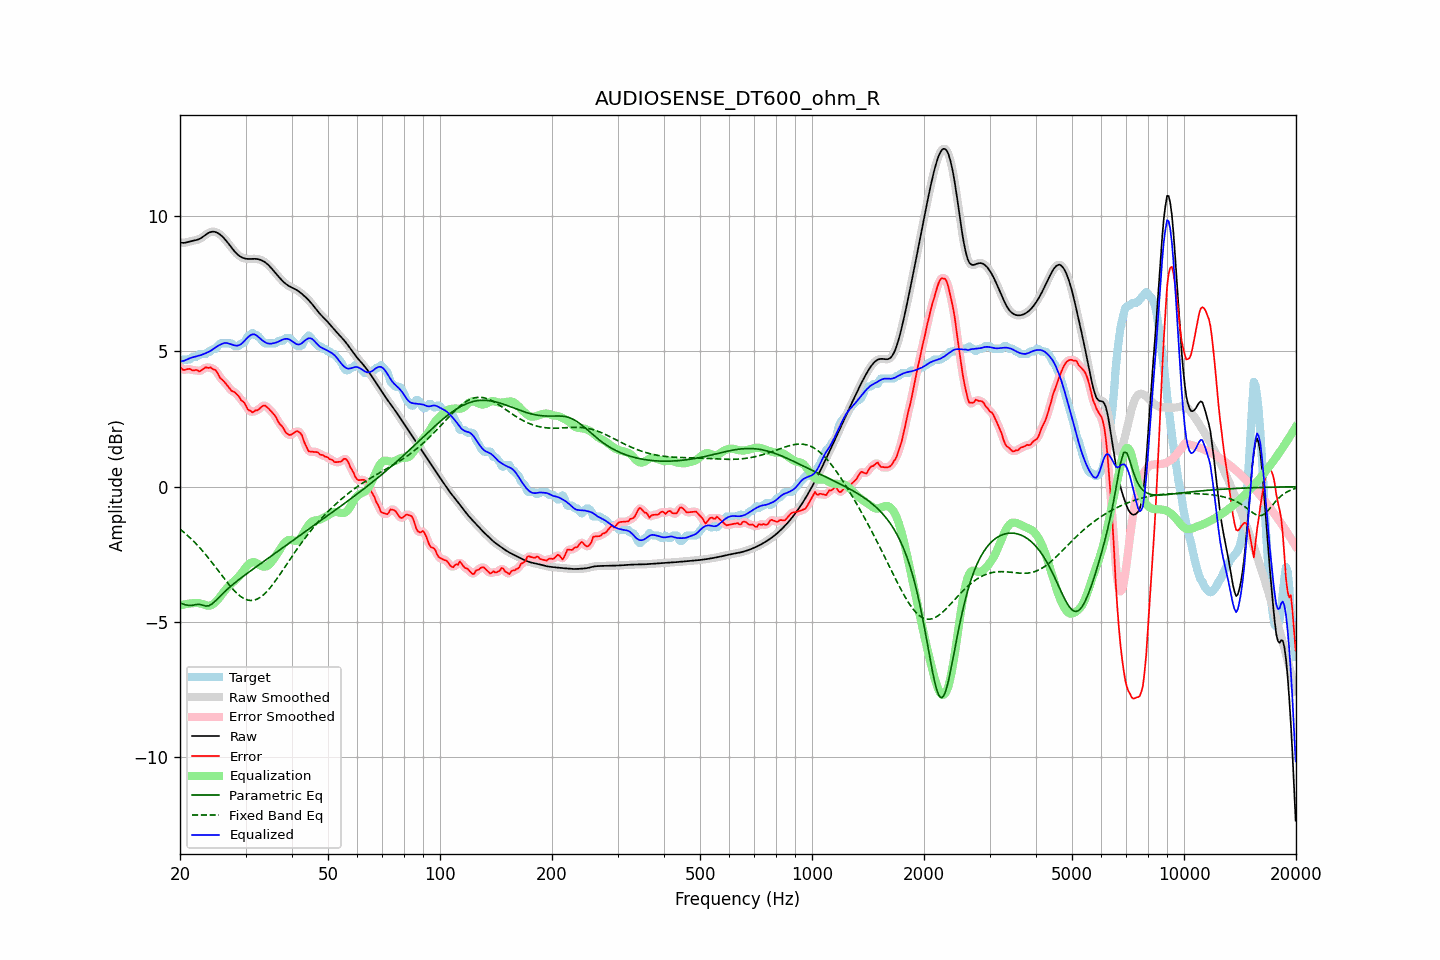 AUDIOSENSE_DT600_ohm_R
Amplitude (dBr)
10
5
0
−5
−10
Target
Raw Smoothed
Error Smoothed
Raw
Error
Equalization
Parametric Eq
Fixed Band Eq
Equalized
20 50 100 200 500 1000 2000 5000 10000 20000
Frequency (Hz)